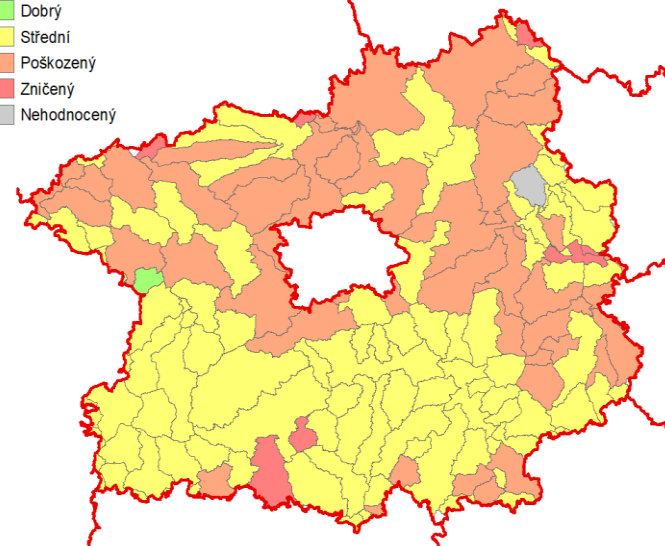 Dobrý
Střední
Poškozený
Zničený
Nehodnocený